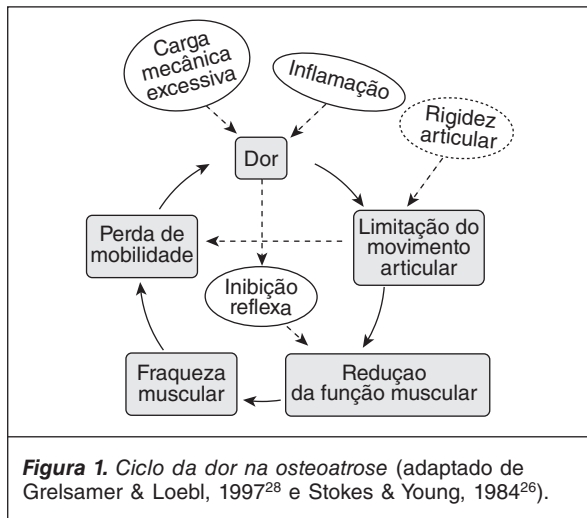 Carga
mecânica
excessiva
Inflamação
Rigidez
articular
Dor
Perda de
mobilidade
Limitação do
movimento
articular
Inibição
reflexa
Fraqueza
muscular
Reduçao
da função muscular
Figura 1. Ciclo da dor na osteoatrose (adaptado de
Grelsamer & Loebl, 1997²⁸ e Stokes & Young, 1984²⁶).